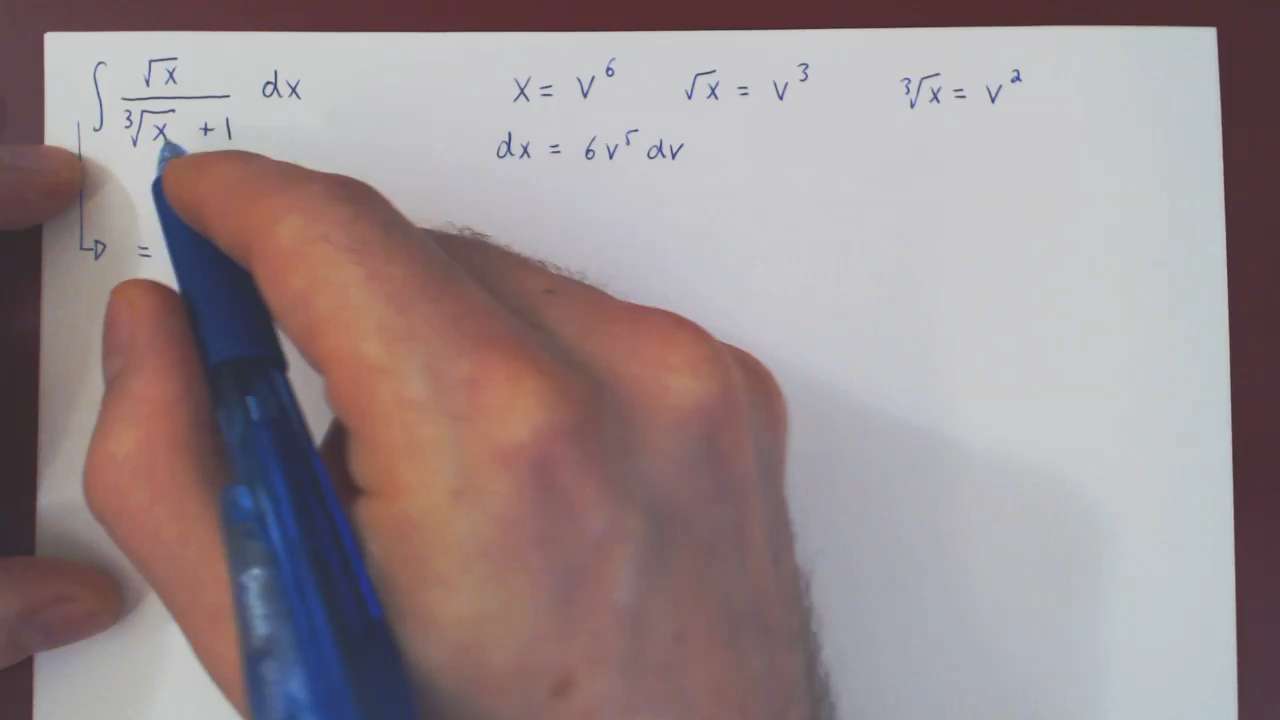 ∫ √x / (∛x + 1) dx    x = v⁶    √x = v³    ∛x = v²
dx = 6v⁵ dv
=